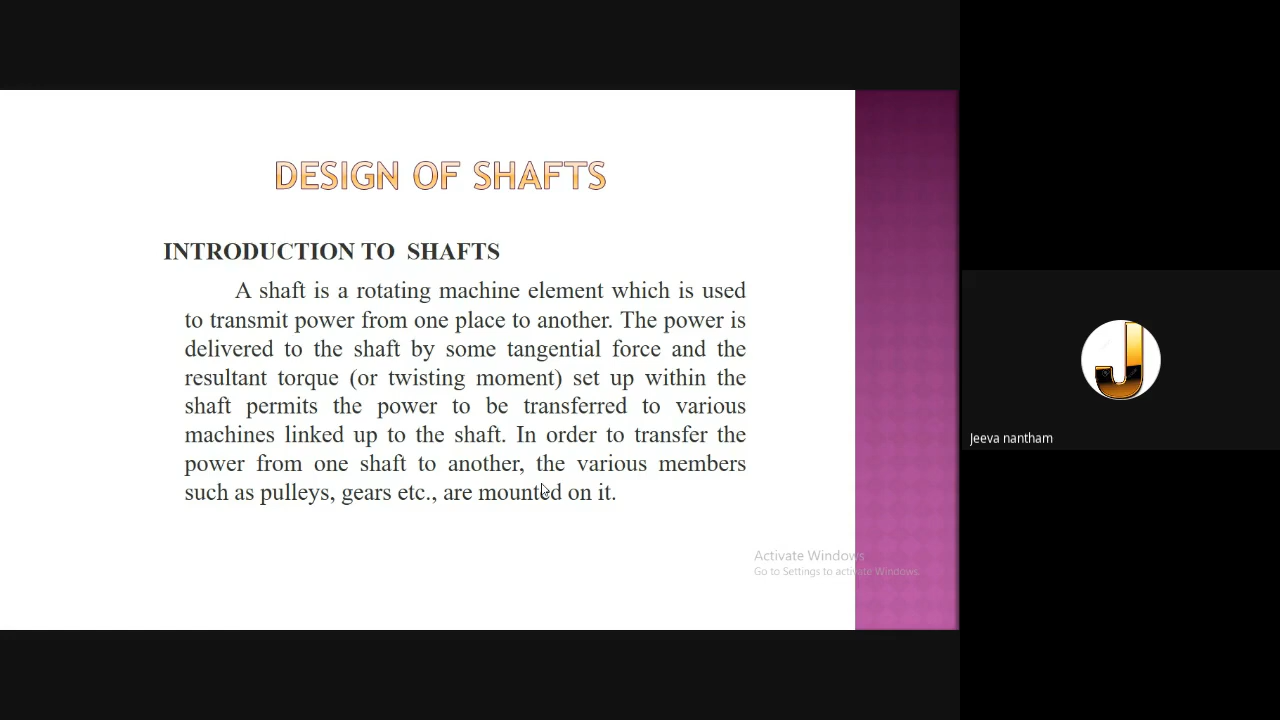 DESIGN OF SHAFTS
INTRODUCTION TO SHAFTS
A shaft is a rotating machine element which is used
to transmit power from one place to another. The power is
delivered to the shaft by some tangential force and the
resultant torque (or twisting moment) set up within the
shaft permits the power to be transferred to various
machines linked up to the shaft. In order to transfer the
power from one shaft to another, the various members
such as pulleys, gears etc., are mounted on it.
Activate Windows
Go to Settings to activate Windows.
J
Jeeva nantham